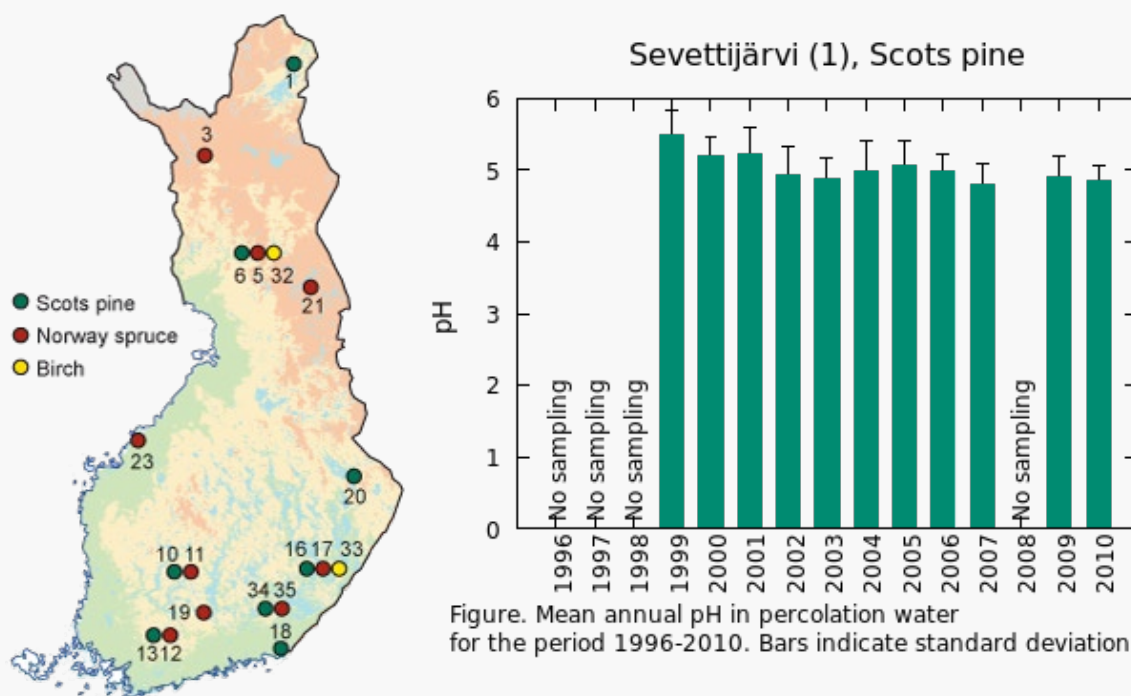 1
3
6 5 32
21
Scots pine
Norway spruce
Birch
23
20
10 11
16 17 33
34 35
19
18
13 12
Sevettijärvi (1), Scots pine
6
5
4
3
2
1
0
pH
No sampling
No sampling
No sampling
No sampling
1996
1997
1998
1999
2000
2001
2002
2003
2004
2005
2006
2007
2008
2009
2010
Figure. Mean annual pH in percolation water
for the period 1996-2010. Bars indicate standard deviation